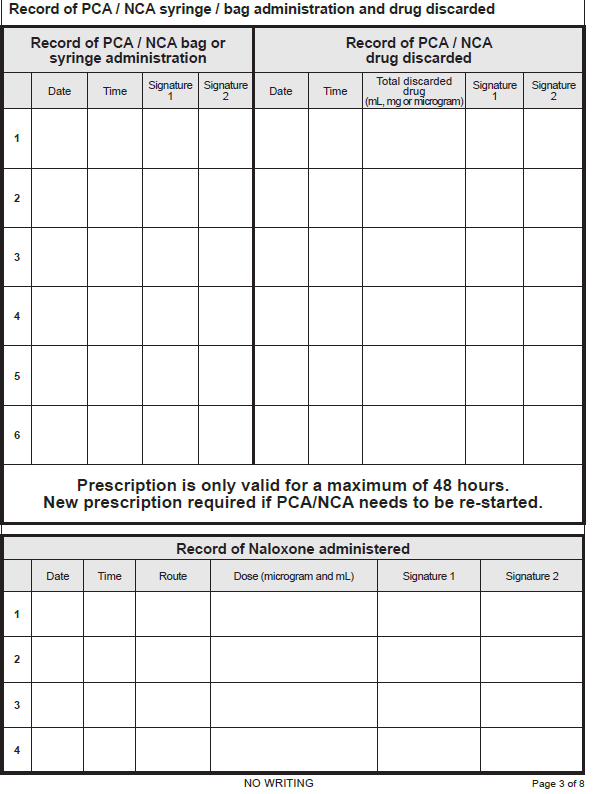 Record of PCA / NCA syringe / bag administration and drug discarded
Record of PCA / NCA bag or
syringe administration
Record of PCA / NCA
drug discarded
Date
Time
Signature
1
Signature
2
Date
Time
Total discarded
drug
(mL, mg or microgram)
Signature
1
Signature
2
1
2
3
4
5
6
Prescription is only valid for a maximum of 48 hours.
New prescription required if PCA/NCA needs to be re-started.
Record of Naloxone administered
Date
Time
Route
Dose (microgram and mL)
Signature 1
Signature 2
1
2
3
4
NO WRITING
Page 3 of 8